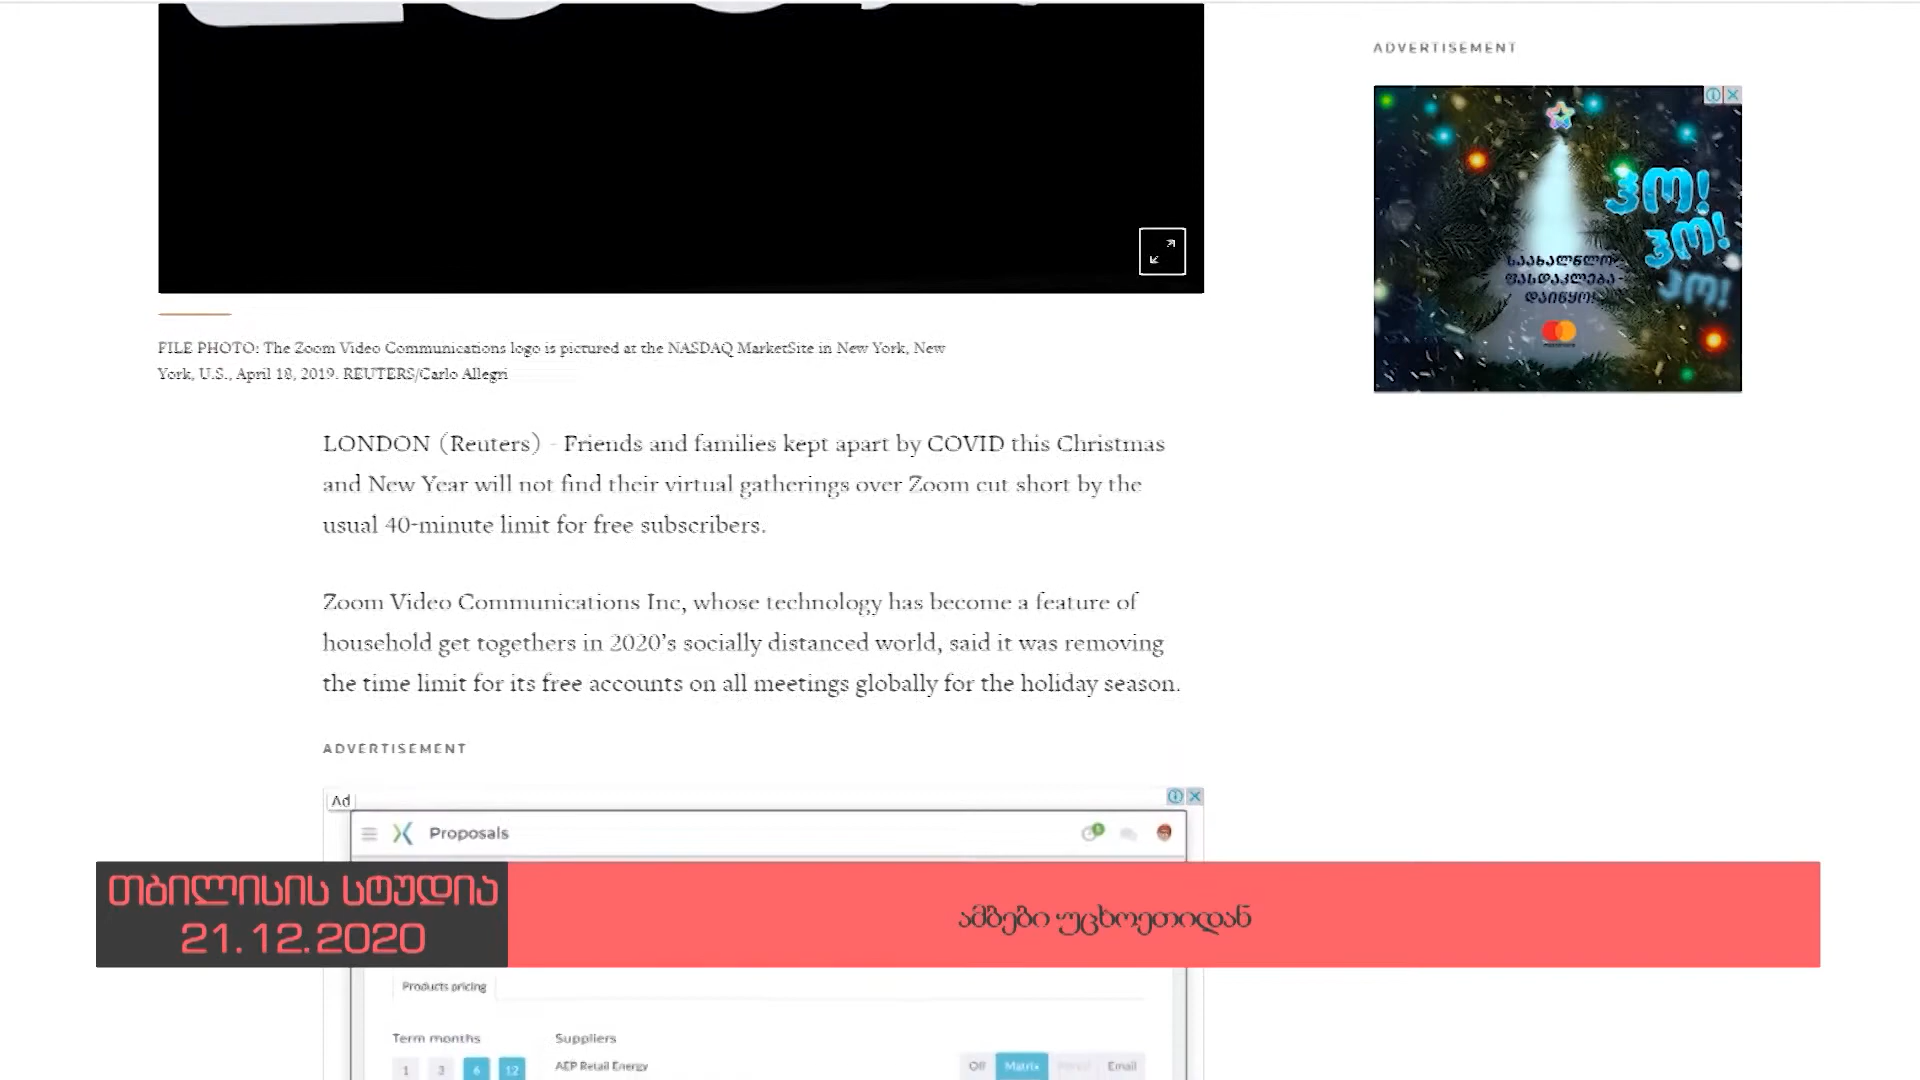 ADVERTISEMENT
ჰო!
ჰო!
ჰო!
საახალწლო
ფასდაკლება
დაიწყო!
FILE PHOTO: The Zoom Video Communications logo is pictured at the NASDAQ MarketSite in New York, New
York, U.S., April 18, 2019. REUTERS/Carlo Allegri
LONDON (Reuters) - Friends and families kept apart by COVID this Christmas
and New Year will not find their virtual gatherings over Zoom cut short by the
usual 40-minute limit for free subscribers.
Zoom Video Communications Inc, whose technology has become a feature of
household get togethers in 2020's socially distanced world, said it was removing
the time limit for its free accounts on all meetings globally for the holiday season.
ADVERTISEMENT
Ad
Proposals
თბილისის სტუდია
21.12.2020
ამბები უცხოეთიდან
Products pricing
Term months Suppliers
1 3 6 12 AEP Retail Energy Off Matrix Email